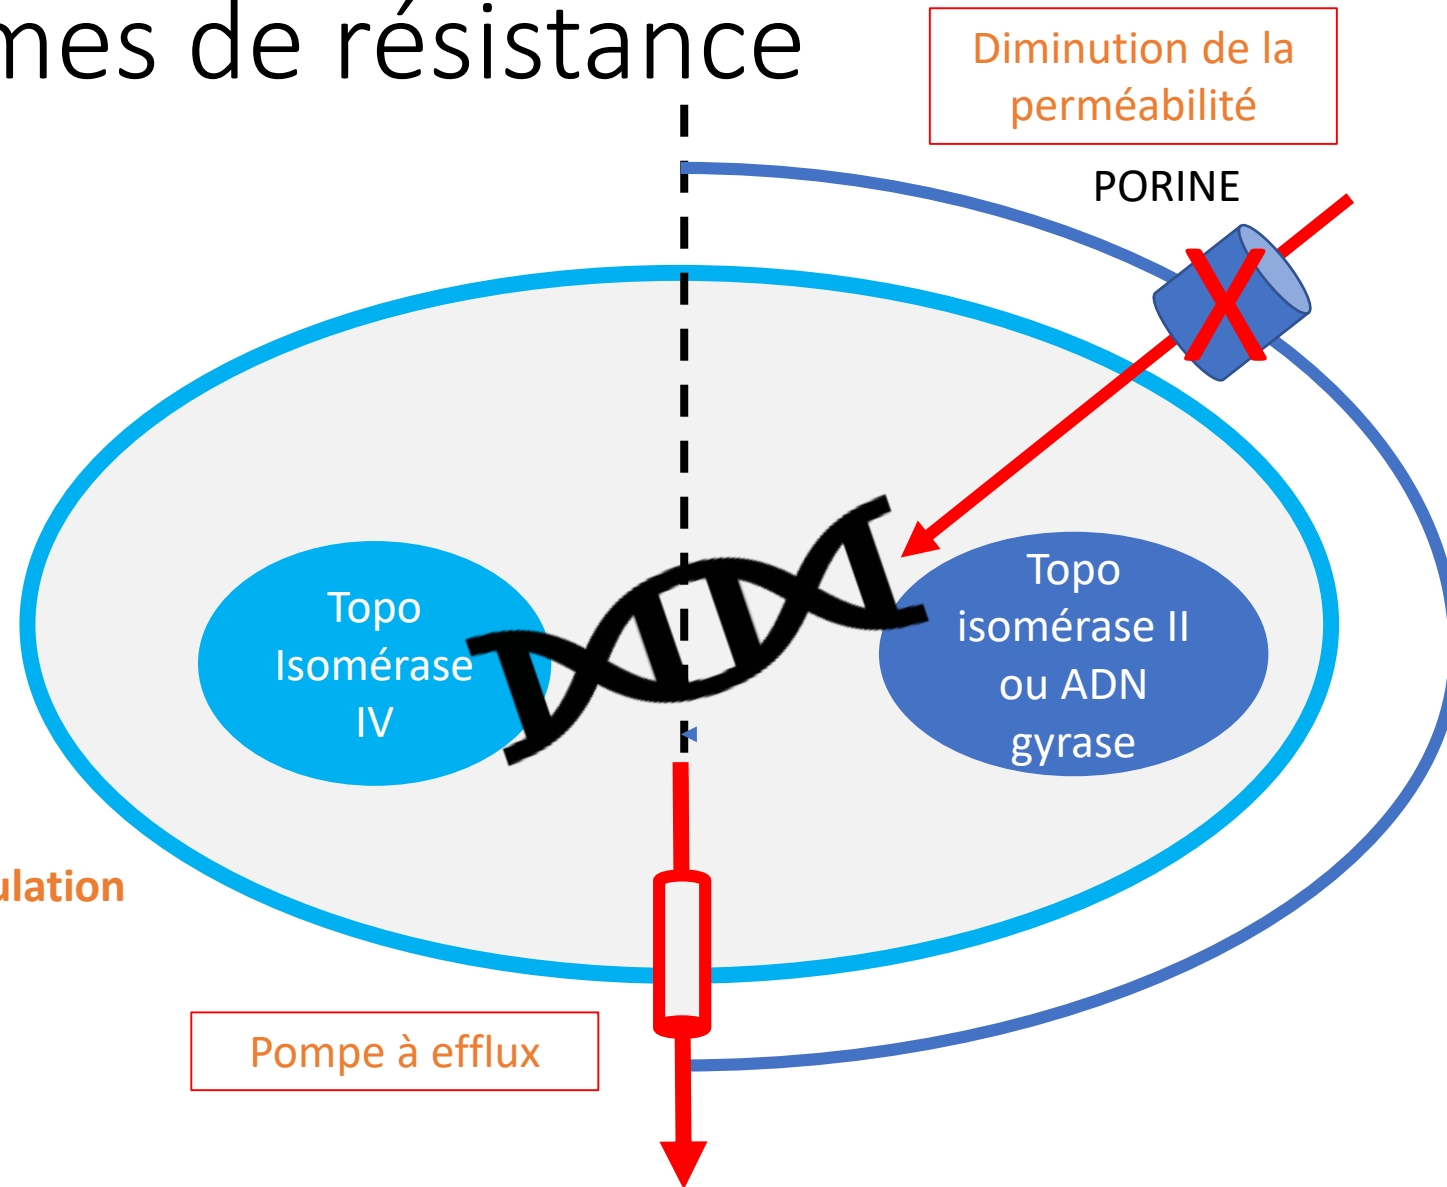 mes de résistance
Diminution de la
perméabilité
PORINE
X
Topo
Isomérase
IV
Topo
isomérase II
ou ADN
gyrase
ulation
Pompe à efflux